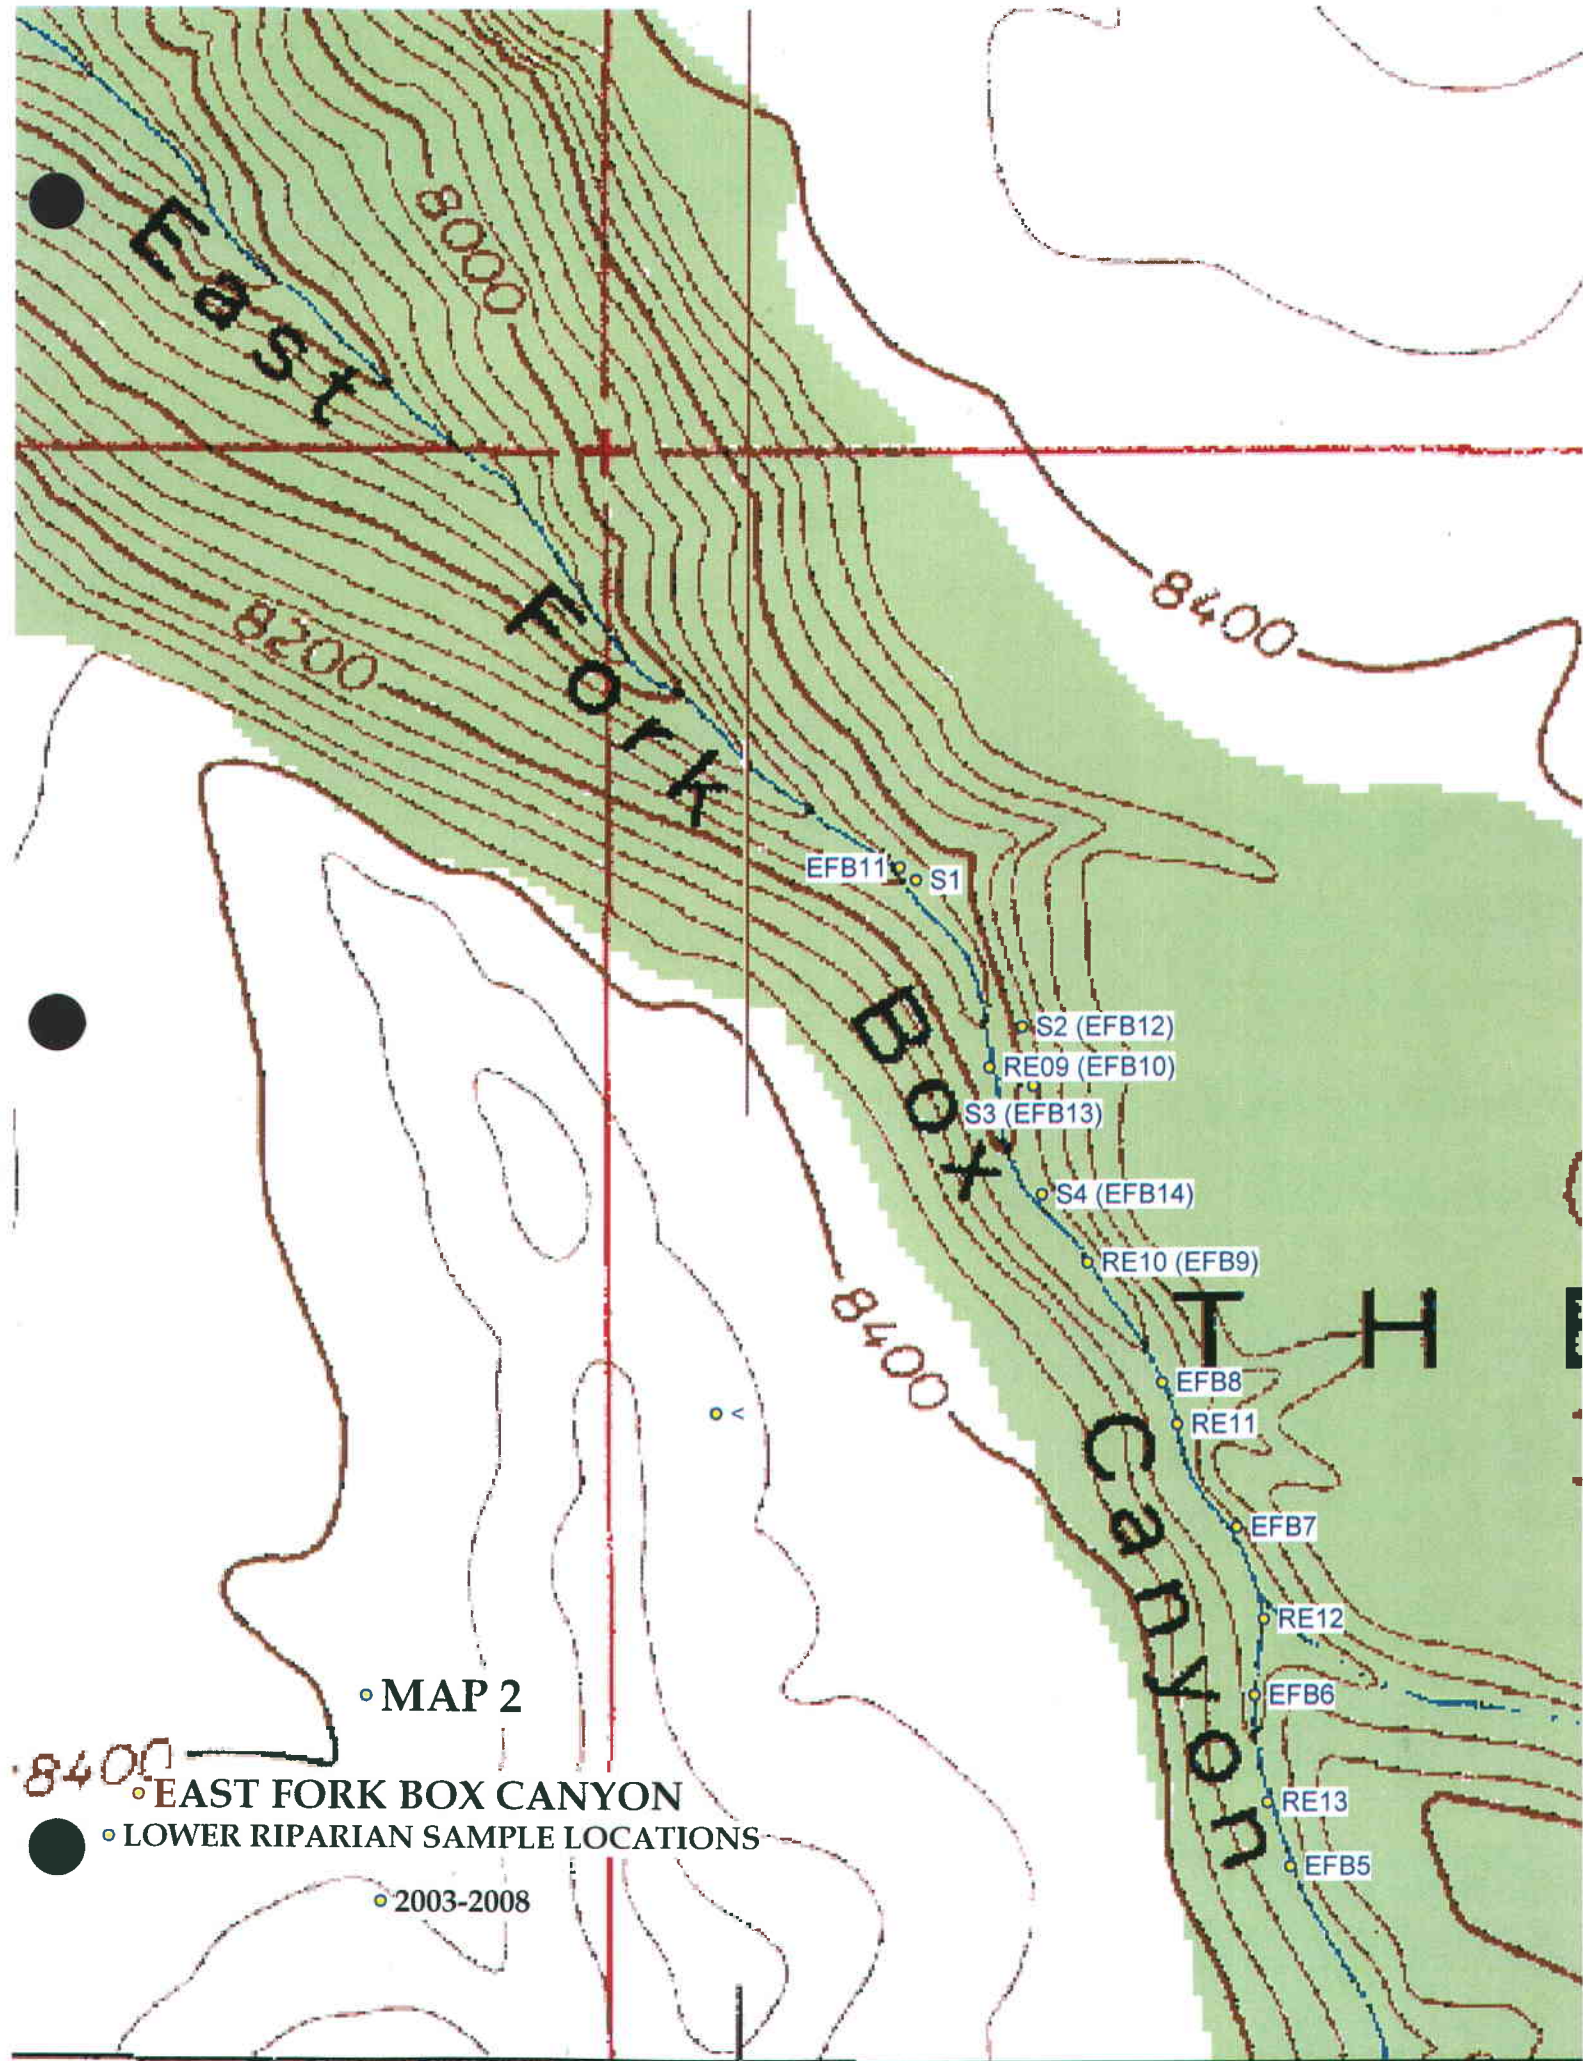 8000
East
8400
Fork
8200
EFB11
S1
S2 (EFB12)
Box
RE09 (EFB10)
S3 (EFB13)
S4 (EFB14)
RE10 (EFB9)
T H
8400
EFB8
<
RE11
Canyon
EFB7
RE12
EFB6
MAP 2
8400
EAST FORK BOX CANYON
RE13
LOWER RIPARIAN SAMPLE LOCATIONS
EFB5
2003-2008